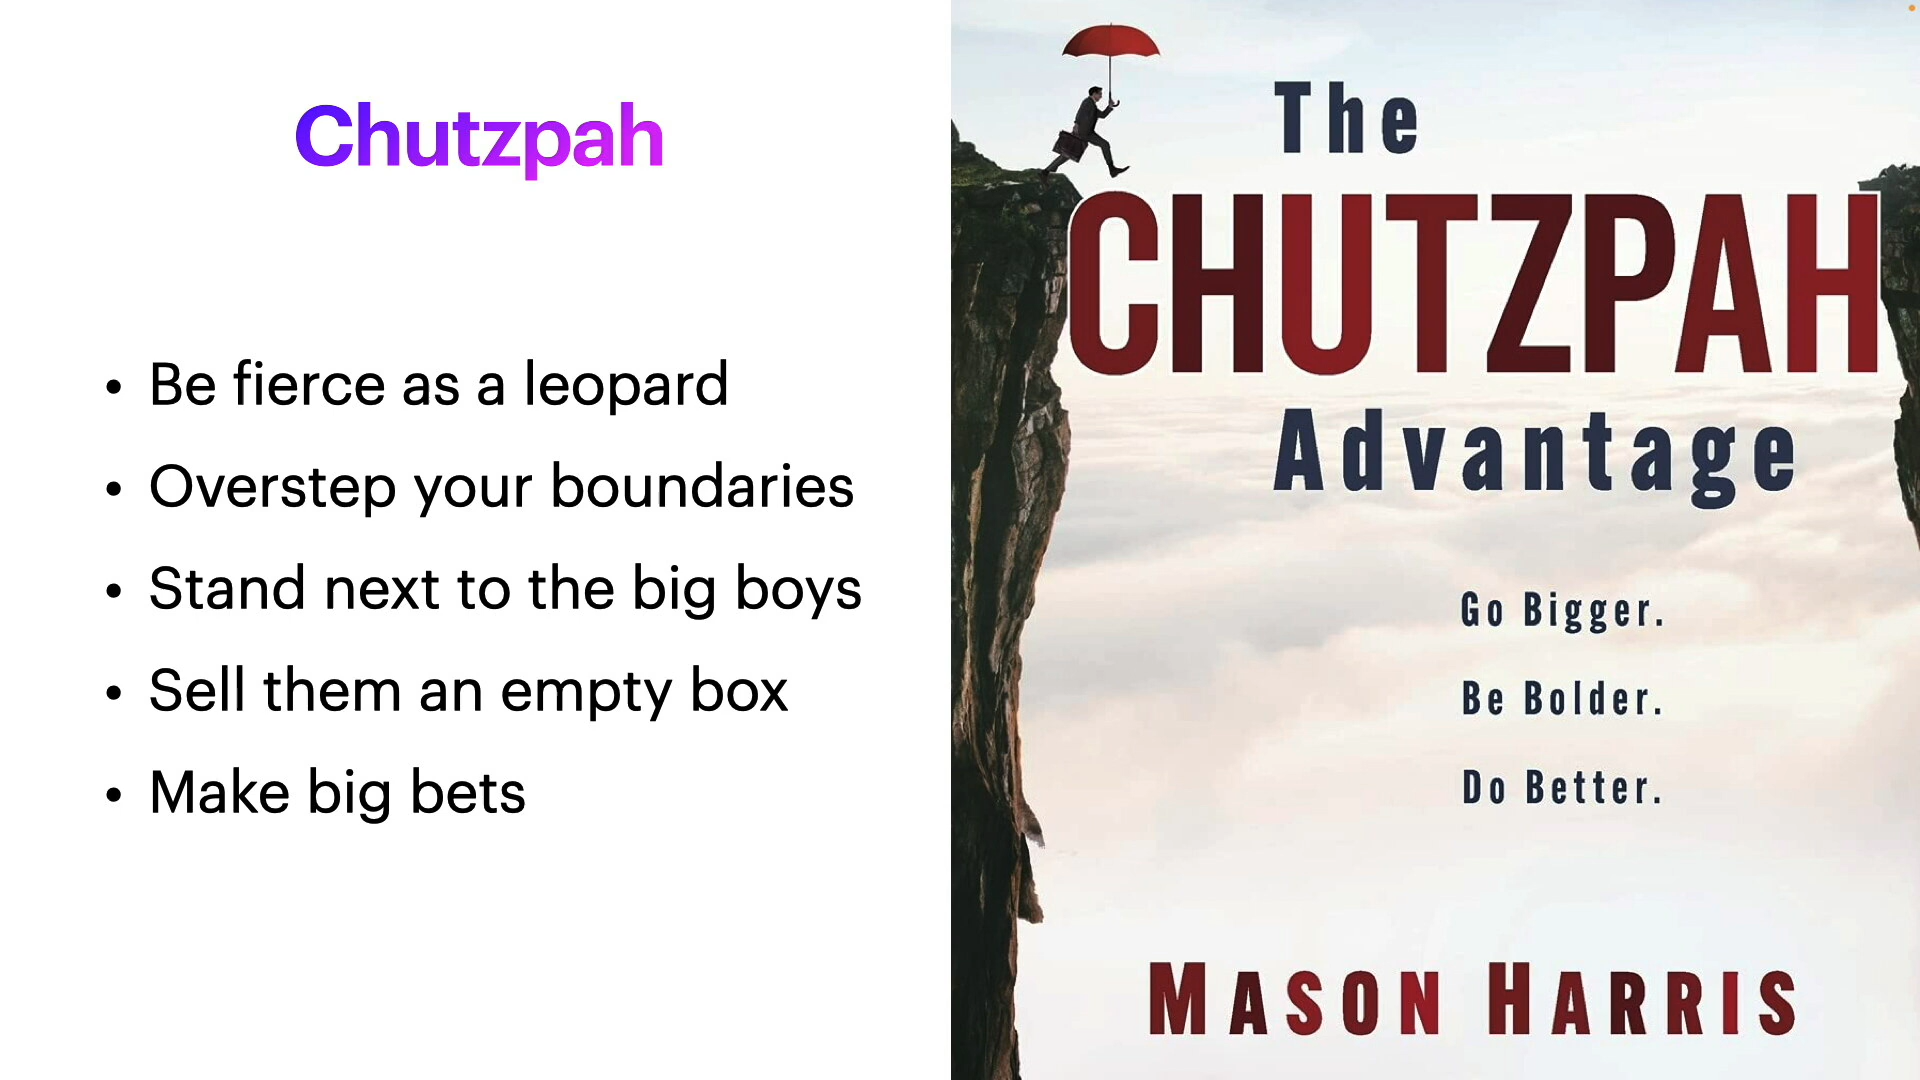 Chutzpah
• Be fierce as a leopard
• Overstep your boundaries
• Stand next to the big boys
• Sell them an empty box
• Make big bets
The
CHUTZPAH
Advantage
Go Bigger.
Be Bolder.
Do Better.
MASON HARRIS